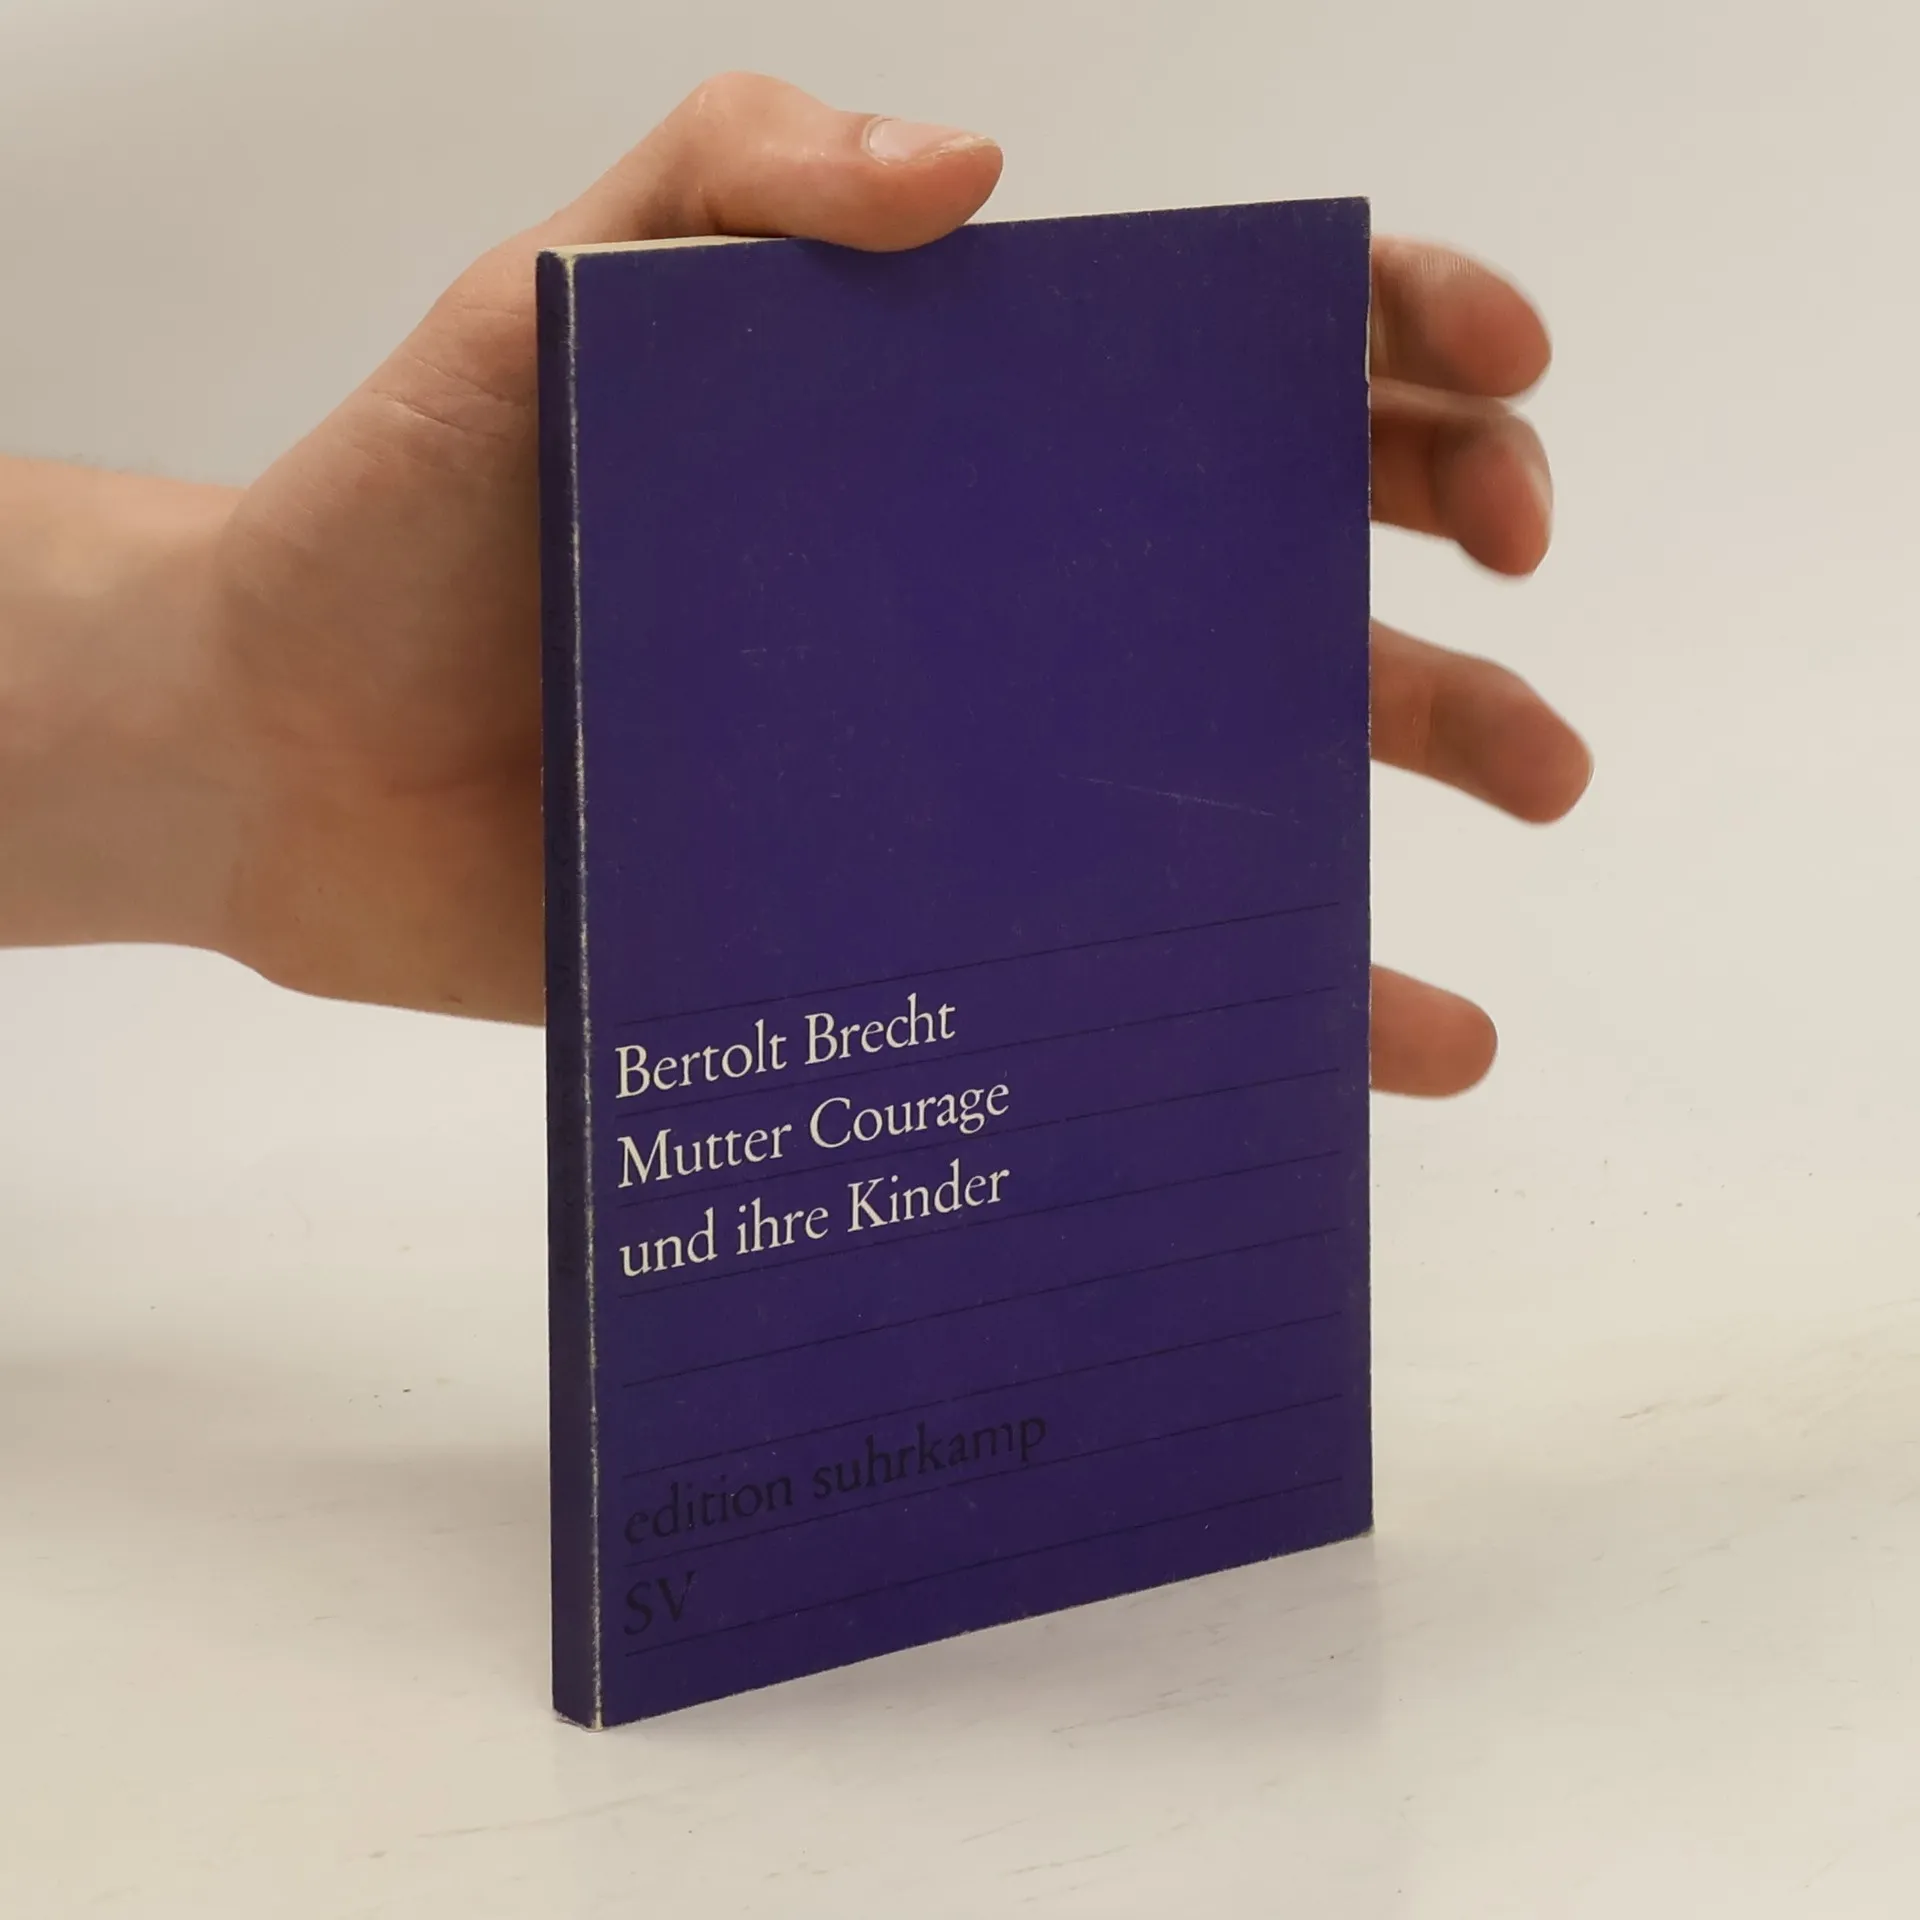 Bertolt Brecht
Mutter Courage
und ihre Kinder
edition suhrkamp
SV